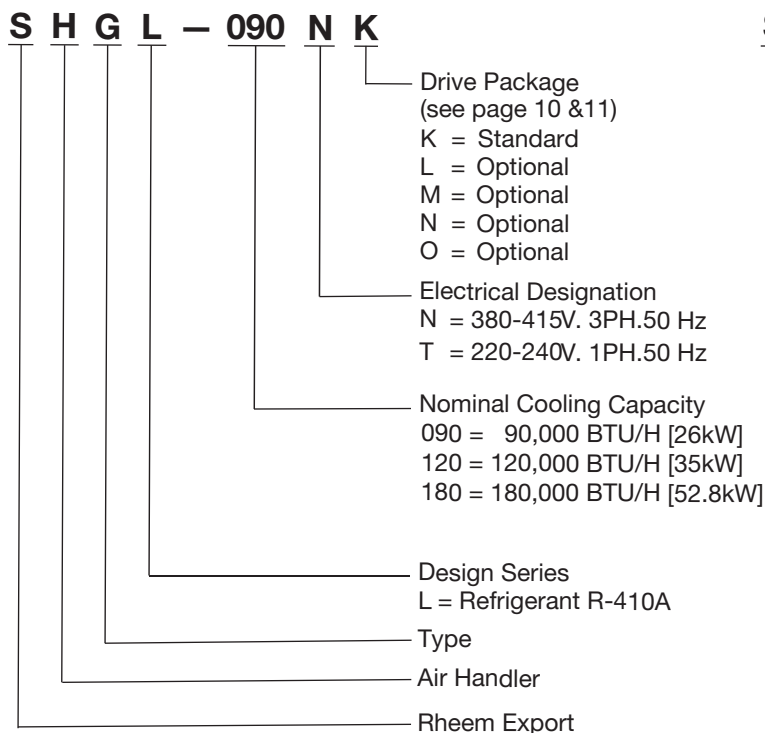 S H G L – 090 N K
Drive Package
(see page 10 &11)
K = Standard
L = Optional
M = Optional
N = Optional
O = Optional
Electrical Designation
N = 380-415V. 3PH.50 Hz
T = 220-240V. 1PH.50 Hz
Nominal Cooling Capacity
090 = 90,000 BTU/H [26kW]
120 = 120,000 BTU/H [35kW]
180 = 180,000 BTU/H [52.8kW]
Design Series
L = Refrigerant R-410A
Type
Air Handler
Rheem Export